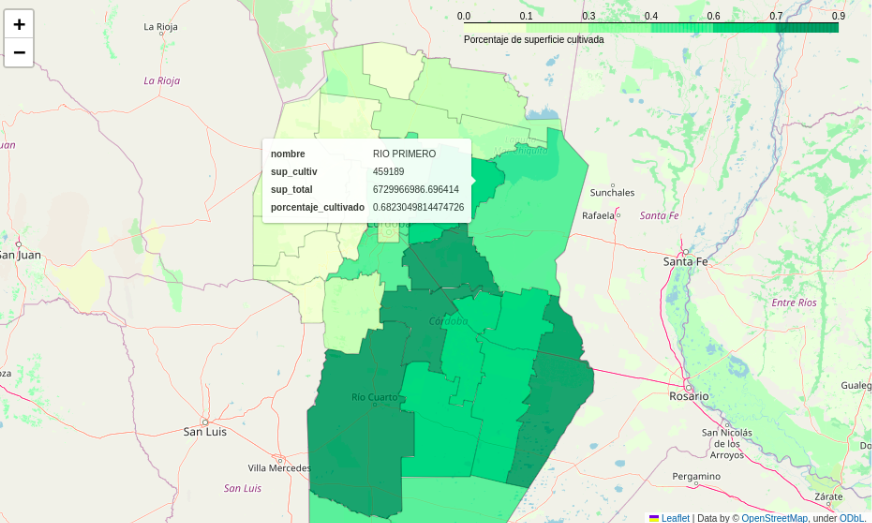 +
−
La Rioja
La Rioja
0.0 0.1 0.3 0.4 0.6 0.7 0.9
Porcentaje de superficie cultivada
nombre RIO PRIMERO
sup_cultiv 459189
sup_total 6729966986.696414
porcentaje_cultivado 0.6823049814474726
Sunchales
Rafaela
Santa Fe
Córdoba
San Juan
Santa Fe
Entre Ríos
Córdoba
Río Cuarto
Rosario
San Luis
San Nicolás
de los
Arroyos
Villa Mercedes
San Luis
Pergamino
Zárate
Leaflet | Data by © OpenStreetMap, under ODbL.